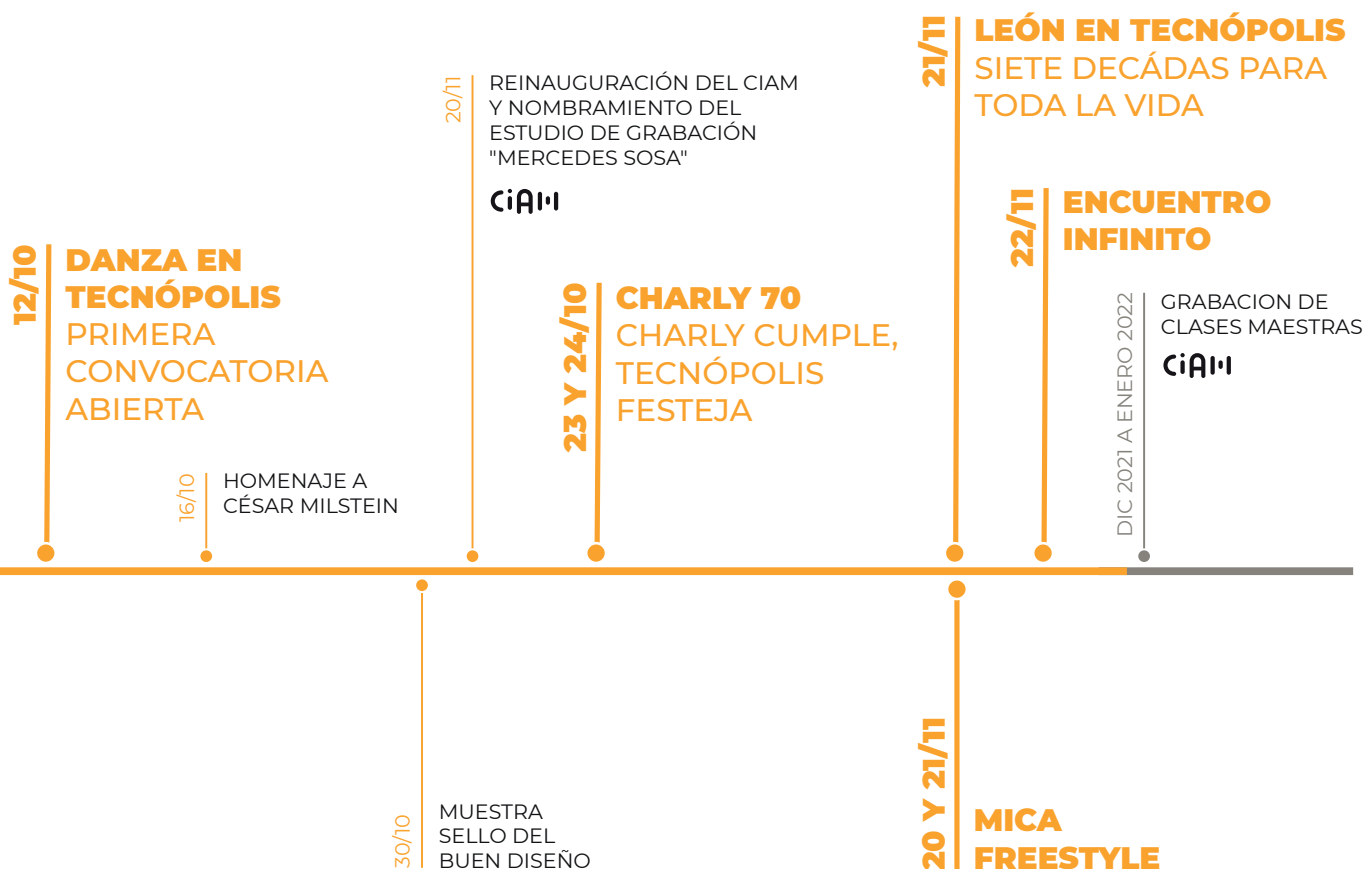 12/10
DANZA EN
TECNÓPOLIS
PRIMERA
CONVOCATORIA
ABIERTA
16/10
HOMENAJE A
CÉSAR MILSTEIN
20/11
REINAUGURACIÓN DEL CIAM
Y NOMBRAMIENTO DEL
ESTUDIO DE GRABACIÓN
"MERCEDES SOSA"
CiAM
23 Y 24/10
CHARLY 70
CHARLY CUMPLE,
TECNÓPOLIS
FESTEJA
21/11
LEÓN EN TECNÓPOLIS
SIETE DECÁDAS PARA
TODA LA VIDA
22/11
ENCUENTRO
INFINITO
DIC 2021 A ENERO 2022
GRABACION DE
CLASES MAESTRAS
CiAM
30/10
MUESTRA
SELLO DEL
BUEN DISEÑO
20 Y 21/11
MICA
FREESTYLE